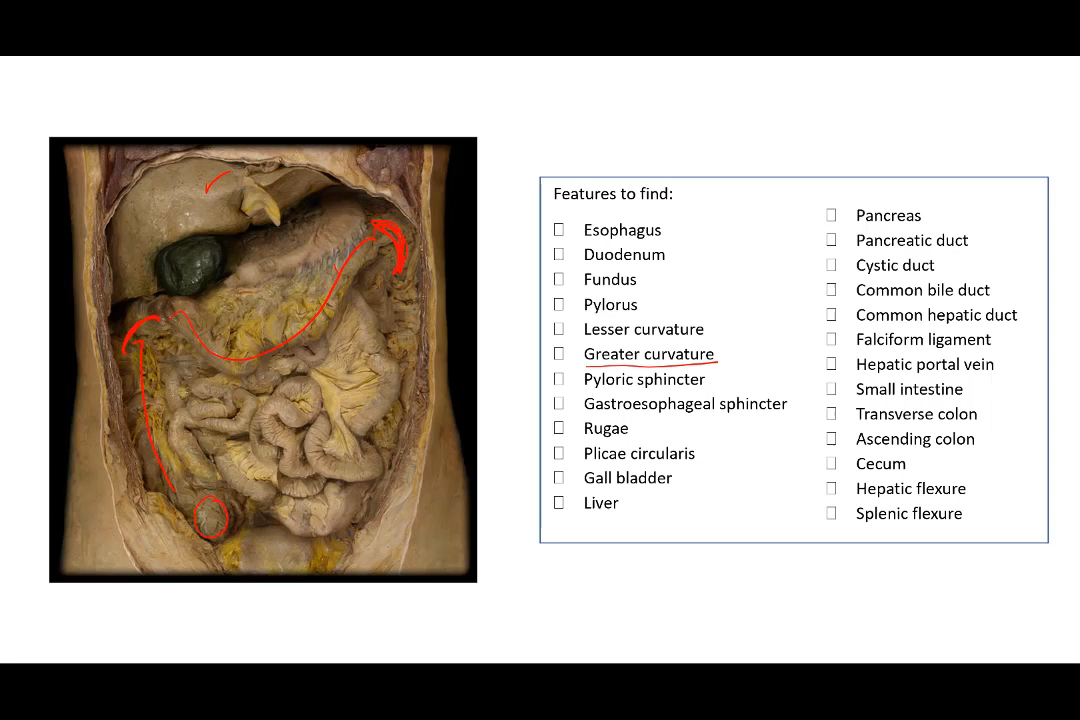 Features to find:
Esophagus
Duodenum
Fundus
Pylorus
Lesser curvature
Greater curvature
Pyloric sphincter
Gastroesophageal sphincter
Rugae
Plicae circularis
Gall bladder
Liver
Pancreas
Pancreatic duct
Cystic duct
Common bile duct
Common hepatic duct
Falciform ligament
Hepatic portal vein
Small intestine
Transverse colon
Ascending colon
Cecum
Hepatic flexure
Splenic flexure